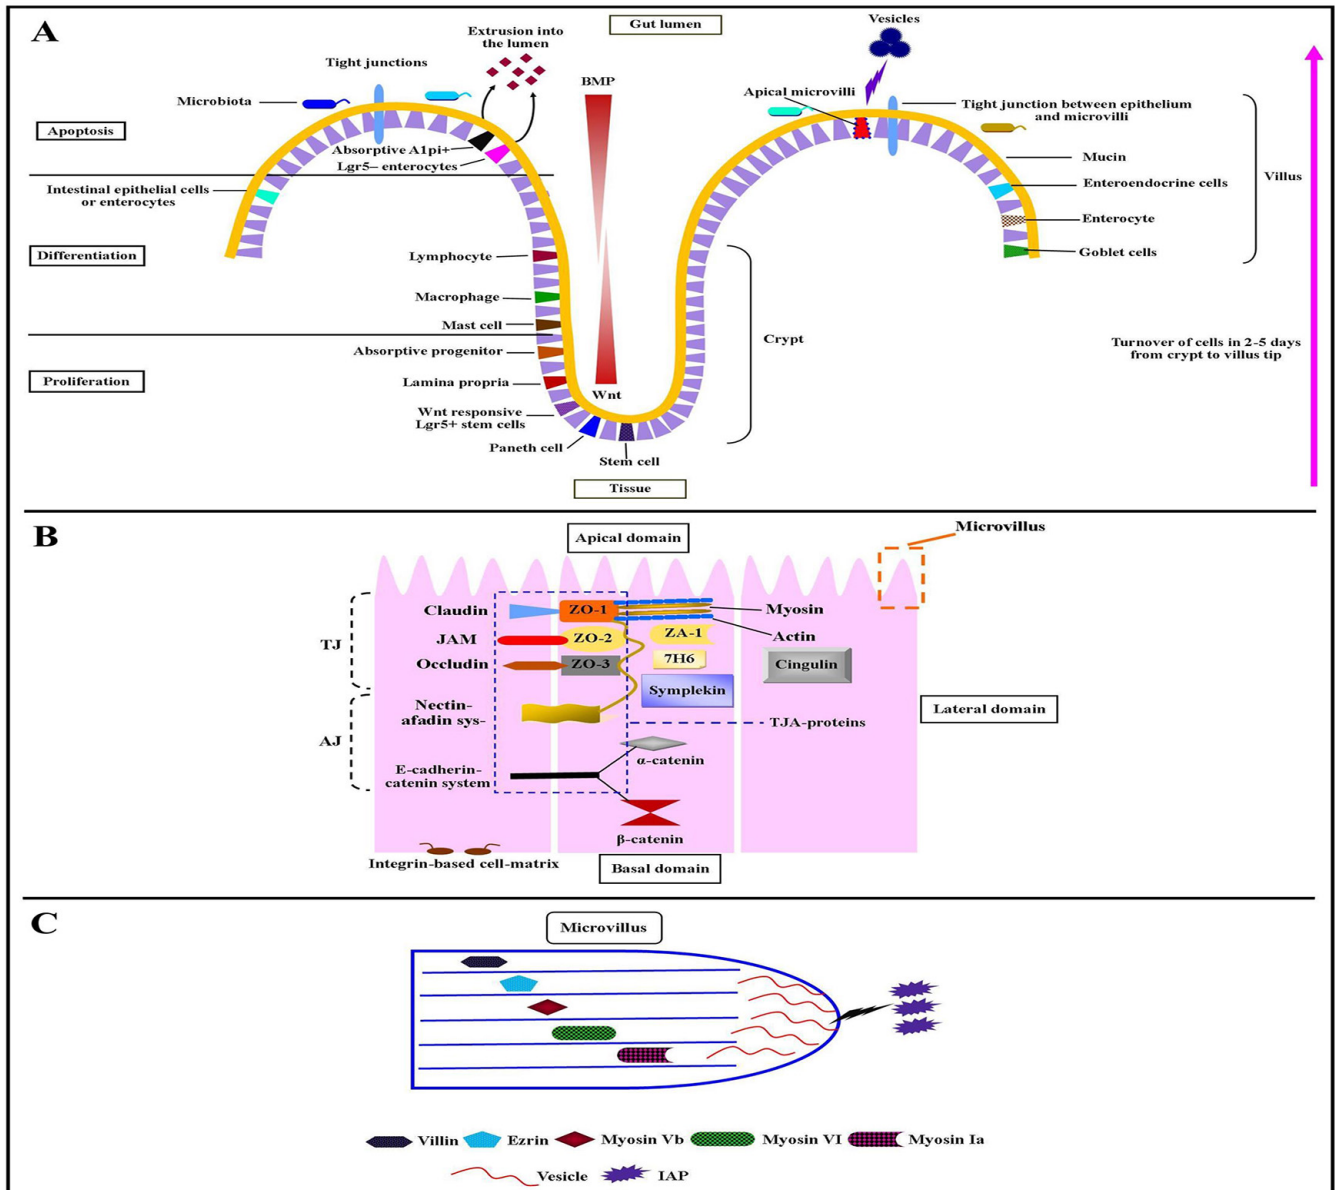 A
Gut lumen
Vesicles
Extrusion into
the lumen
Tight junctions
BMP
Microbiota
Apical microvilli
Tight junction between epithelium
and microvilli
Apoptosis
Absorptive A1pi+
Lgr5– enterocytes
Mucin
Intestinal epithelial cells
or enterocytes
Enteroendocrine cells
Villus
Enterocyte
Differentiation
Lymphocyte
Goblet cells
Macrophage
Mast cell
Crypt
Absorptive progenitor
Turnover of cells in 2-5 days
from crypt to villus tip
Proliferation
Lamina propria
Wnt
Wnt responsive
Lgr5+ stem cells
Paneth cell
Stem cell
Tissue
B
Apical domain
Microvillus
Claudin
ZO-1
Myosin
TJ
JAM
ZO-2
ZA-1
Actin
Occludin
ZO-3
7H6
Cingulin
Symplekin
Nectin-
afadin sys-
Lateral domain
TJA-proteins
AJ
α-catenin
E-cadherin-
catenin system
β-catenin
Integrin-based cell-matrix
Basal domain
C
Microvillus
Villin
Ezrin
Myosin Vb
Myosin VI
Myosin Ia
Vesicle
IAP